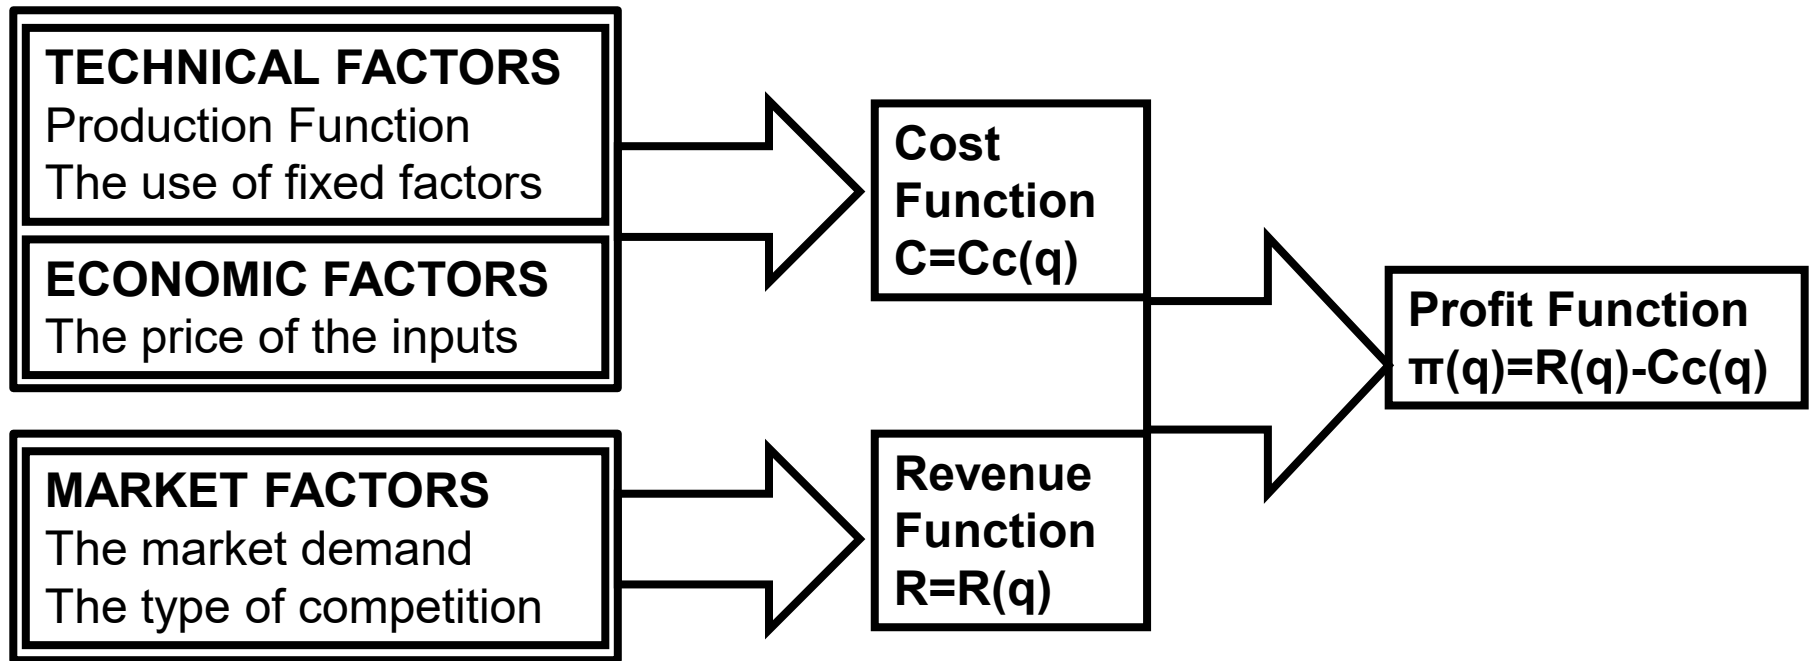 TECHNICAL FACTORS
Production Function
The use of fixed factors
ECONOMIC FACTORS
The price of the inputs
MARKET FACTORS
The market demand
The type of competition
Cost
Function
C=Cc(q)
Revenue
Function
R=R(q)
Profit Function
π(q)=R(q)-Cc(q)